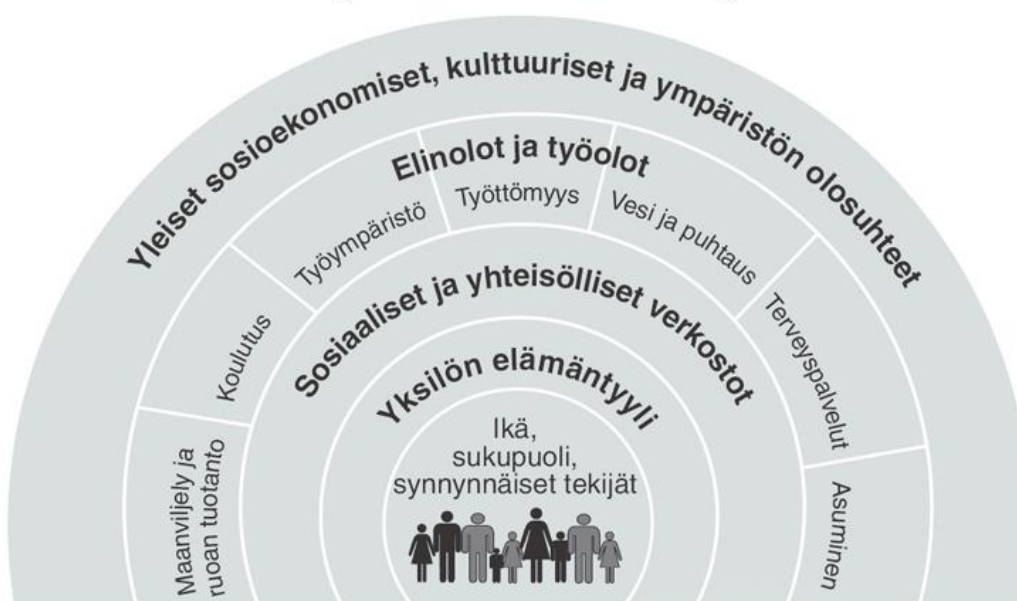 Yleiset sosioekonomiset, kulttuuriset ja ympäristön olosuhteet
Elinolot ja työolot
Maanviljely ja
ruoan tuotanto
Koulutus
Työympäristö
Työttömyys
Vesi ja puhtaus
Terveyspalvelut
Asuminen
Sosiaaliset ja yhteisölliset verkostot
Yksilön elämäntyyli
Ikä,
sukupuoli,
synnynnäiset tekijät